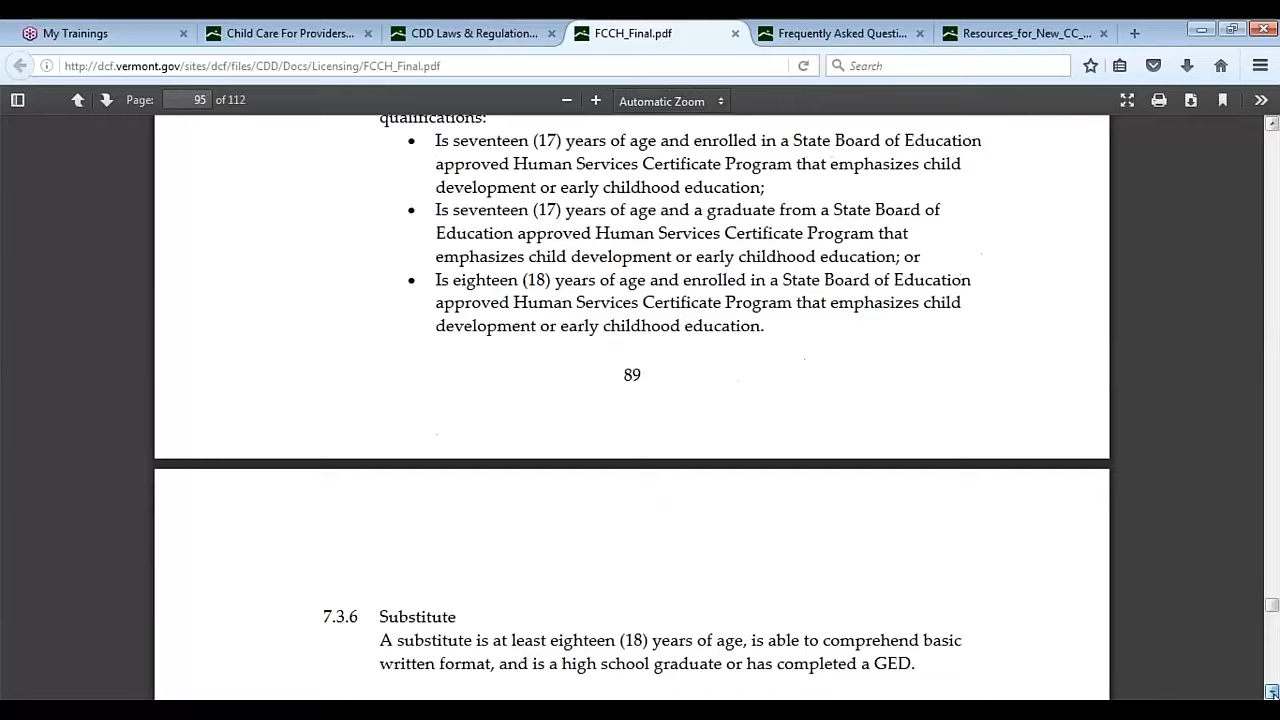 My Trainings
Child Care For Providers...
CDD Laws & Regulation...
FCCH_Final.pdf
Frequently Asked Questi...
Resources_for_New_CC_...
http://dcf.vermont.gov/sites/dcf/files/CDD/Docs/Licensing/FCCH_Final.pdf
Search
Page: 95 of 112
Automatic Zoom
qualifications:
• Is seventeen (17) years of age and enrolled in a State Board of Education
approved Human Services Certificate Program that emphasizes child
development or early childhood education;
• Is seventeen (17) years of age and a graduate from a State Board of
Education approved Human Services Certificate Program that
emphasizes child development or early childhood education; or
• Is eighteen (18) years of age and enrolled in a State Board of Education
approved Human Services Certificate Program that emphasizes child
development or early childhood education.
89
7.3.6 Substitute
A substitute is at least eighteen (18) years of age, is able to comprehend basic
written format, and is a high school graduate or has completed a GED.